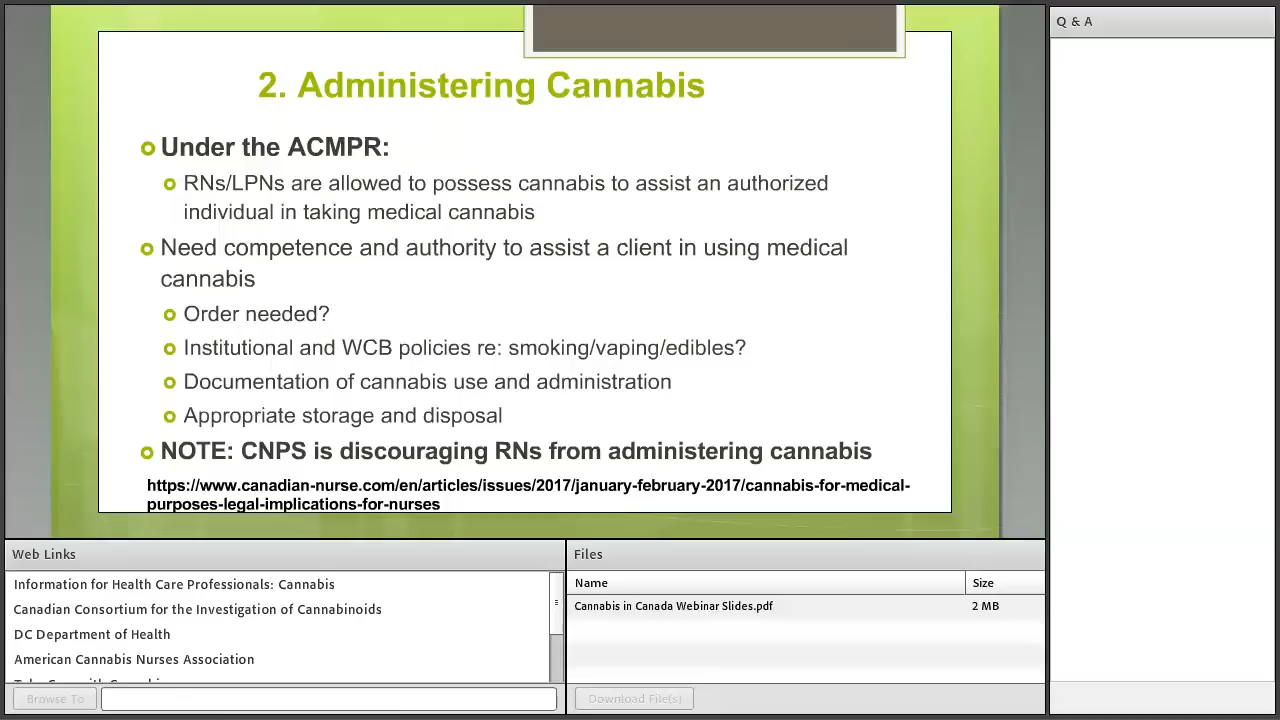 2. Administering Cannabis
Under the ACMPR:
RNs/LPNs are allowed to possess cannabis to assist an authorized
individual in taking medical cannabis
Need competence and authority to assist a client in using medical
cannabis
Order needed?
Institutional and WCB policies re: smoking/vaping/edibles?
Documentation of cannabis use and administration
Appropriate storage and disposal
NOTE: CNPS is discouraging RNs from administering cannabis
https://www.canadian-nurse.com/en/articles/issues/2017/january-february-2017/cannabis-for-medical-
purposes-legal-implications-for-nurses
Q & A
Web Links
Information for Health Care Professionals: Cannabis
Canadian Consortium for the Investigation of Cannabinoids
DC Department of Health
American Cannabis Nurses Association
Browse To
Files
Name Size
Cannabis in Canada Webinar Slides.pdf 2 MB
Download File(s)